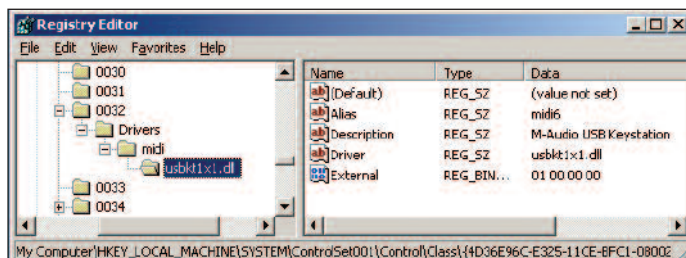 Registry Editor
File Edit View Favorites Help
0030
0031
0032
Drivers
midi
usbkt1x1.dll
0033
0034
Name Type Data
(Default) REG_SZ (value not set)
Alias REG_SZ midi6
Description REG_SZ M-Audio USB Keystation
Driver REG_SZ usbkt1x1.dll
External REG_BIN... 01 00 00 00
My Computer\HKEY_LOCAL_MACHINE\SYSTEM\ControlSet001\Control\Class\{4D36E96C-E325-11CE-BFC1-08002